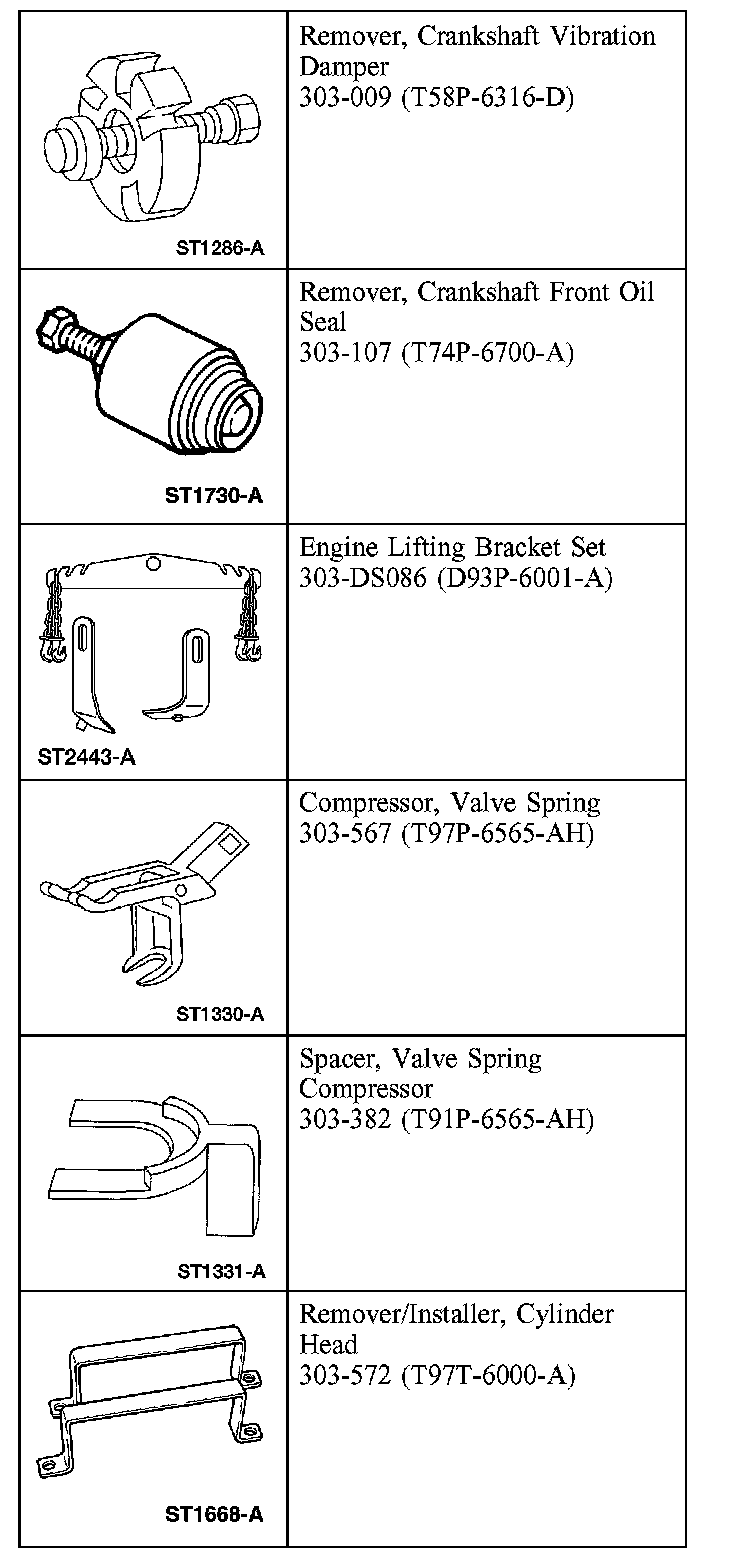 Remover, Crankshaft Vibration
Damper
303-009 (T58P-6316-D)
ST1286-A
Remover, Crankshaft Front Oil
Seal
303-107 (T74P-6700-A)
ST1730-A
Engine Lifting Bracket Set
303-DS086 (D93P-6001-A)
ST2443-A
Compressor, Valve Spring
303-567 (T97P-6565-AH)
ST1330-A
Spacer, Valve Spring
Compressor
303-382 (T91P-6565-AH)
ST1331-A
Remover/Installer, Cylinder
Head
303-572 (T97T-6000-A)
ST1668-A